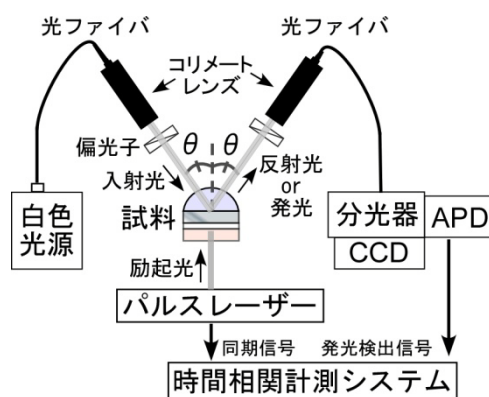 光ファイバ
光ファイバ
コリメート
レンズ
偏光子
θ
θ
入射光
反射光
or
発光
試料
白色
光源
分光器
APD
CCD
励起光
パルスレーザー
同期信号
発光検出信号
時間相関計測システム